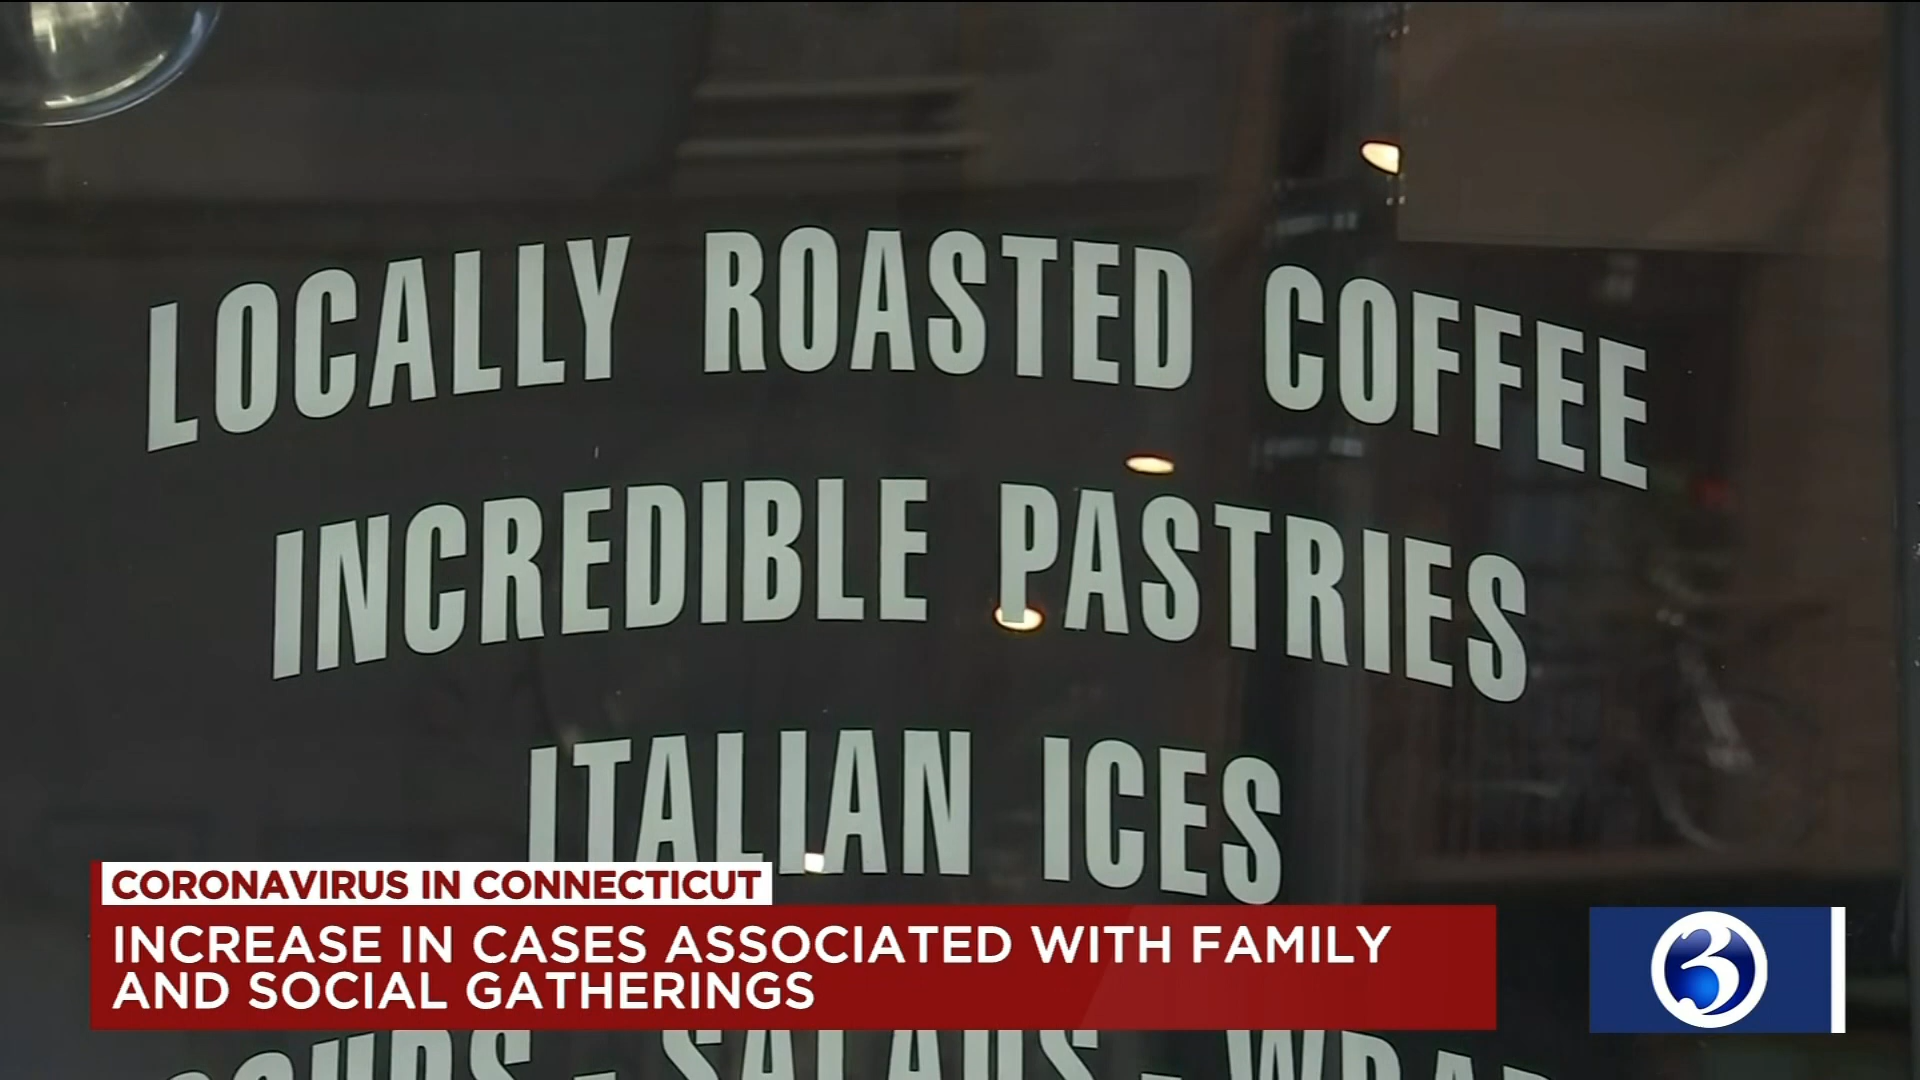 LOCALLY ROASTED COFFEE
INCREDIBLE PASTRIES
ITALIAN ICES
CORONAVIRUS IN CONNECTICUT
INCREASE IN CASES ASSOCIATED WITH FAMILY
AND SOCIAL GATHERINGS
3
SALADS